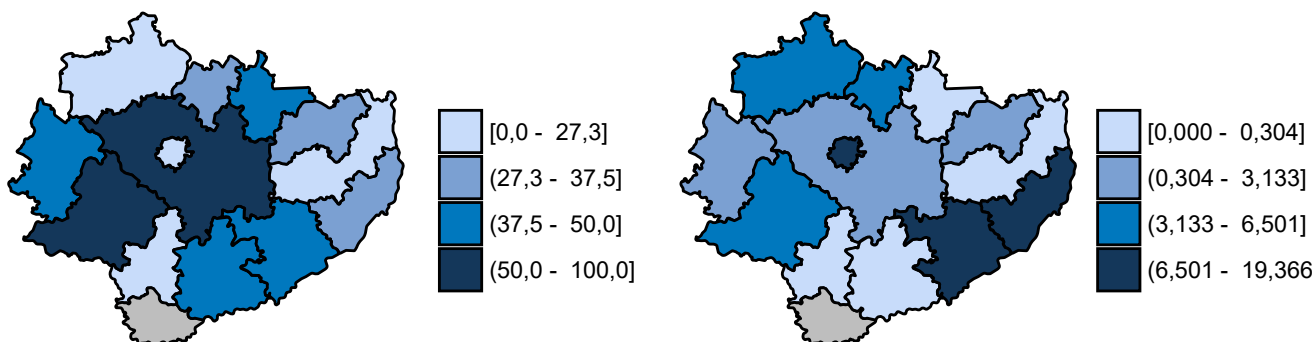 [0,0 - 27,3]
(27,3 - 37,5]
(37,5 - 50,0]
(50,0 - 100,0]
[0,000 - 0,304]
(0,304 - 3,133]
(3,133 - 6,501]
(6,501 - 19,366